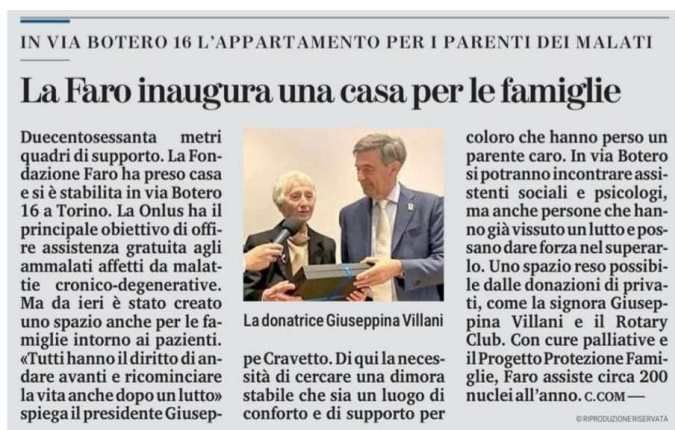 IN VIA BOTERO 16 L'APPARTAMENTO PER I PARENTI DEI MALATI
La Faro inaugura una casa per le famiglie
Duecentosessanta metri
quadri di supporto. La Fon-
dazione Faro ha preso casa
e si è stabilita in via Botero
16 a Torino. La Onlus ha il
principale obiettivo di offi-
re assistenza gratuita agli
ammalati affetti da malat-
tie cronico-degenerative.
Ma da ieri è stato creato
uno spazio anche per le fa-
miglie intorno ai pazienti.
«Tutti hanno il diritto di an-
dare avanti e ricominciare
la vita anche dopo un lutto»
spiega il presidente Giusep-
La donatrice Giuseppina Villani
pe Cravetto. Di qui la neces-
sità di cercare una dimora
stabile che sia un luogo di
conforto e di supporto per
coloro che hanno perso un
parente caro. In via Botero
si potranno incontrare assi-
stenti sociali e psicologi,
ma anche persone che han-
no già vissuto un lutto e pos-
sano dare forza nel superar-
lo. Uno spazio reso possibi-
le dalle donazioni di priva-
ti, come la signora Giusep-
pina Villani e il Rotary
Club. Con cure palliative e
il Progetto Protezione Fami-
glie, Faro assiste circa 200
nuclei all'anno. C.COM —
© RIPRODUZIONE RISERVATA